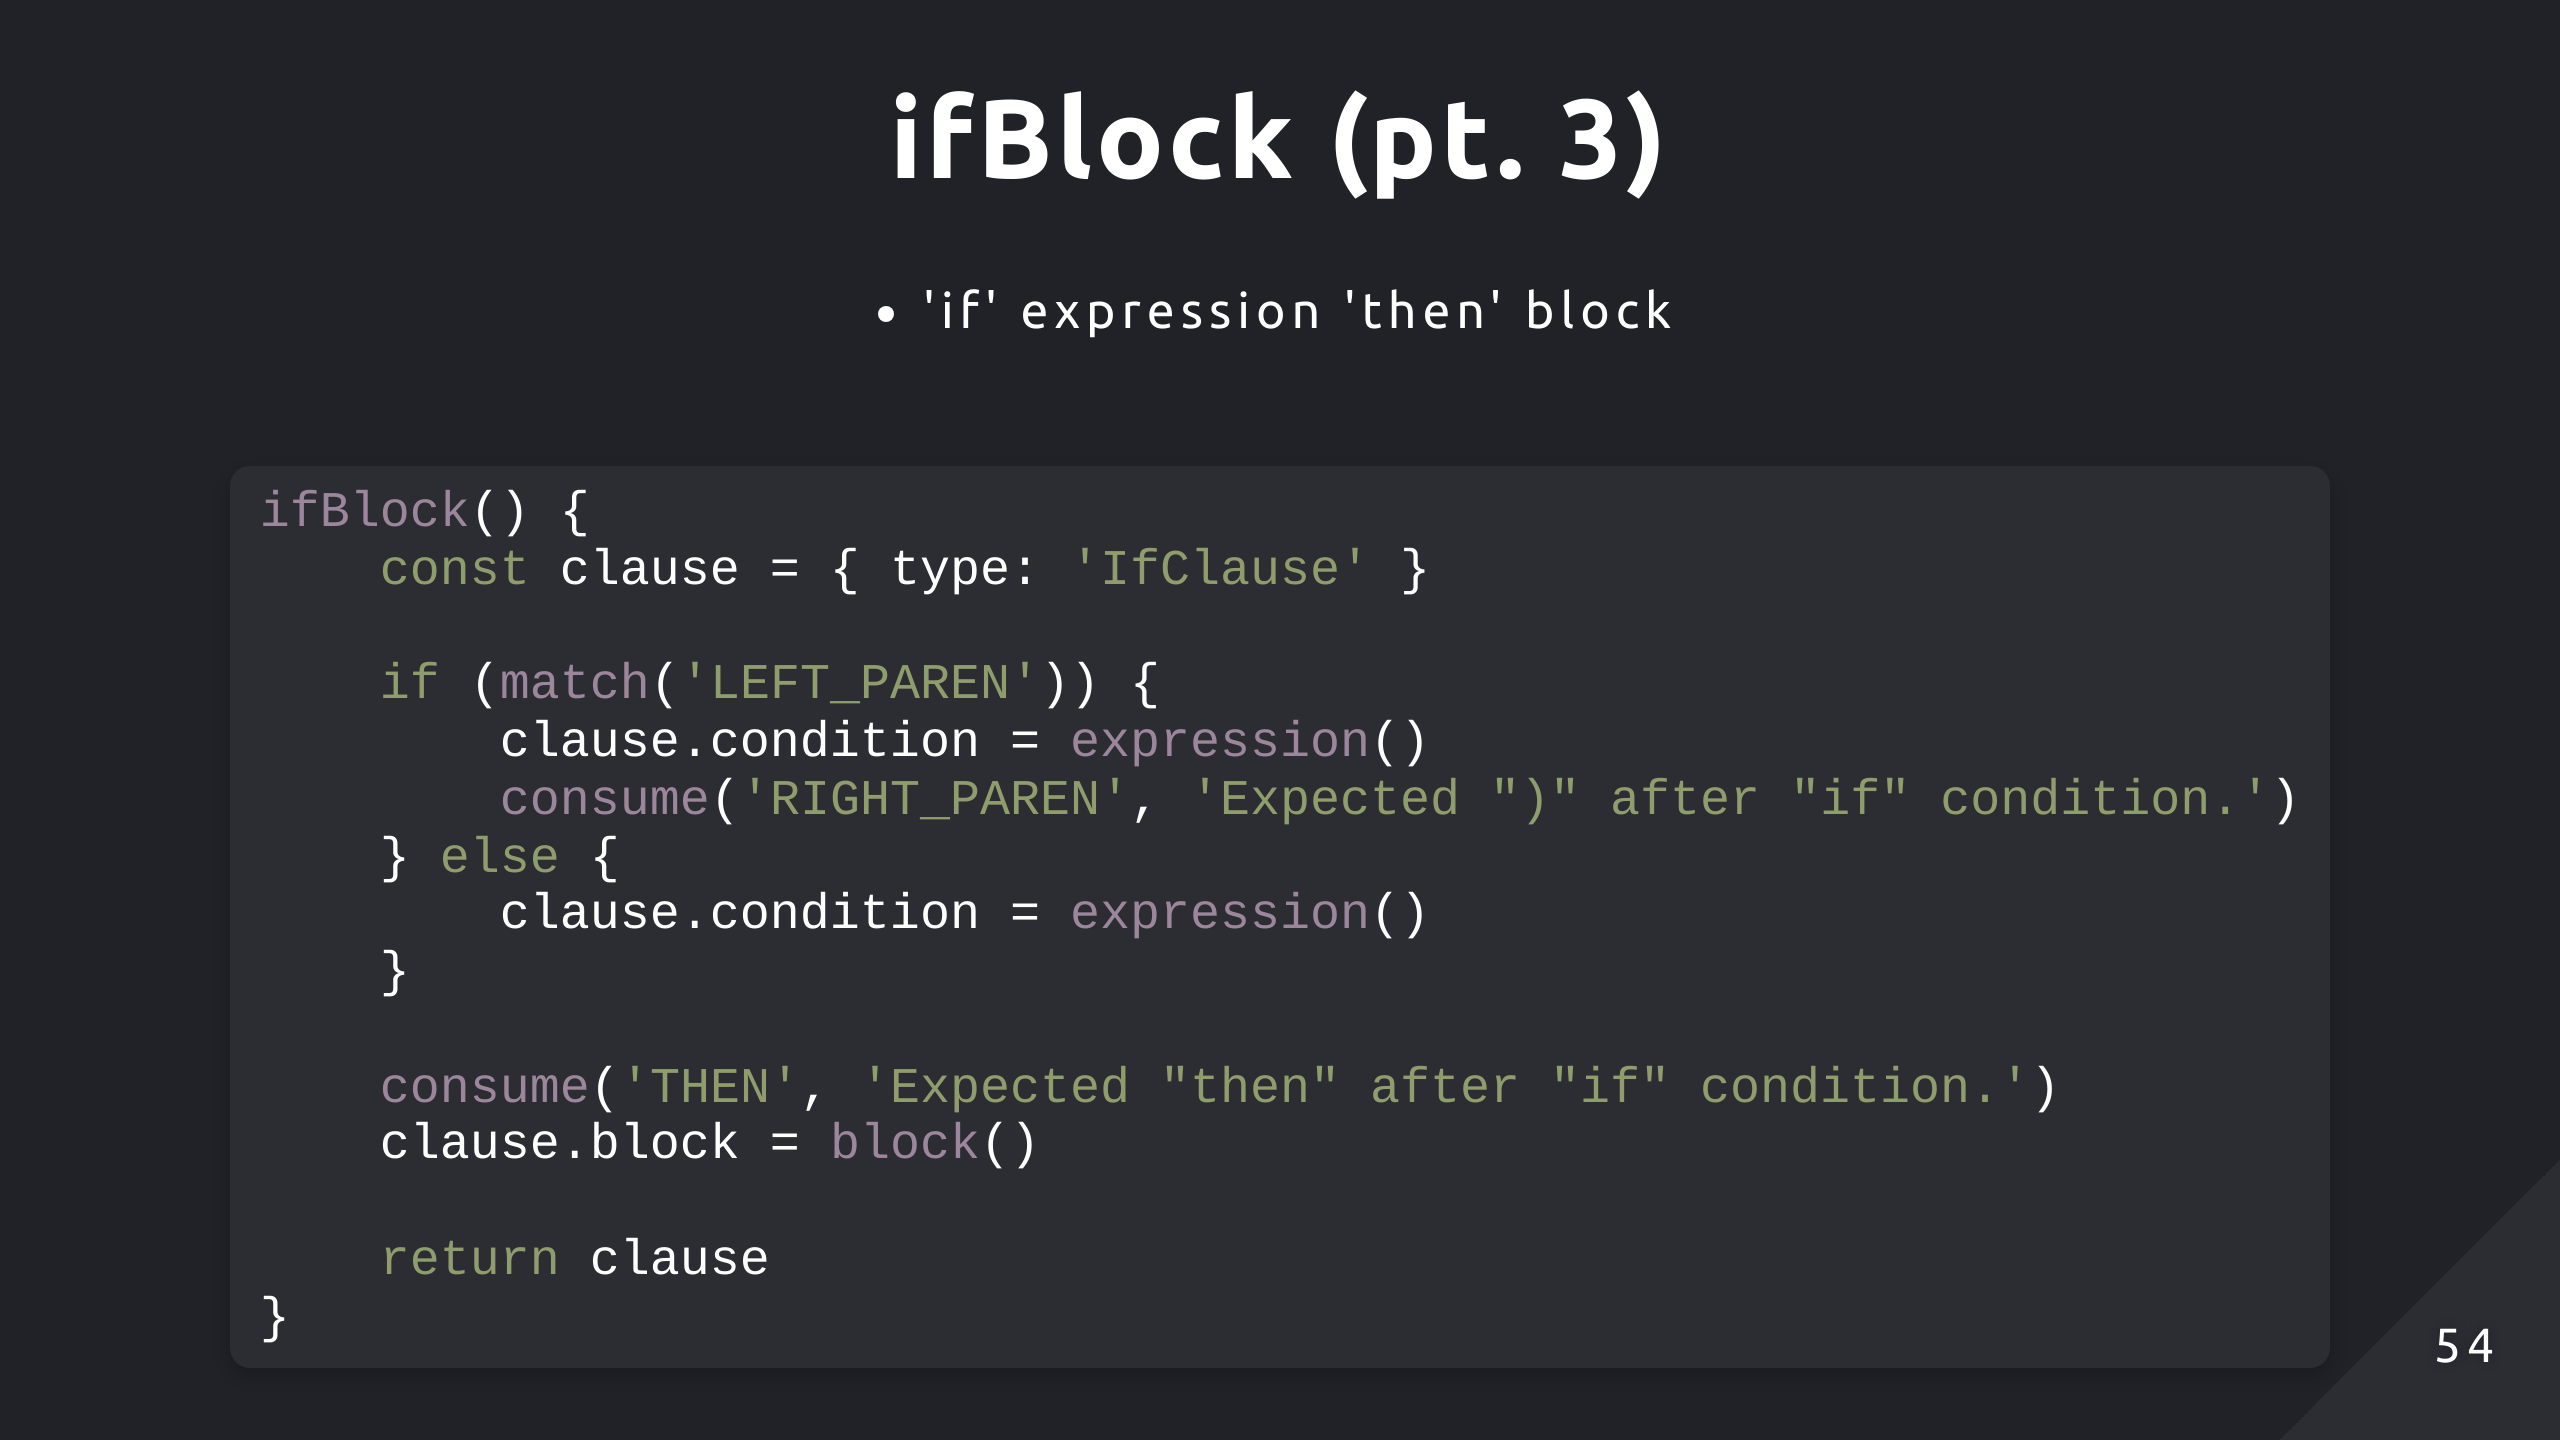 ifBlock (pt. 3)
• 'if' expression 'then' block
ifBlock() {
    const clause = { type: 'IfClause' }

    if (match('LEFT_PAREN')) {
        clause.condition = expression()
        consume('RIGHT_PAREN', 'Expected ")" after "if" condition.')
    } else {
        clause.condition = expression()
    }

    consume('THEN', 'Expected "then" after "if" condition.')
    clause.block = block()

    return clause
}
54